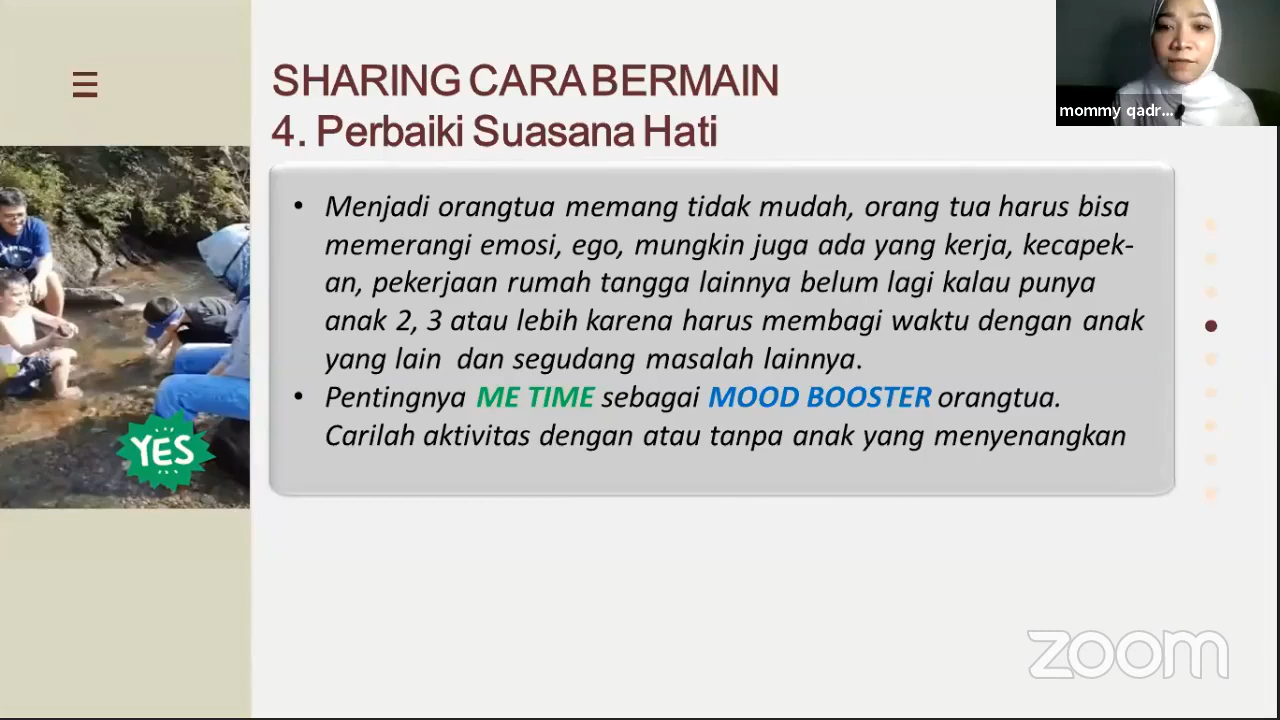 SHARING CARA BERMAIN
4. Perbaiki Suasana Hati
mommy qadr...
• Menjadi orangtua memang tidak mudah, orang tua harus bisa
memerangi emosi, ego, mungkin juga ada yang kerja, kecapek-
an, pekerjaan rumah tangga lainnya belum lagi kalau punya
anak 2, 3 atau lebih karena harus membagi waktu dengan anak
yang lain dan segudang masalah lainnya.
• Pentingnya ME TIME sebagai MOOD BOOSTER orangtua.
Carilah aktivitas dengan atau tanpa anak yang menyenangkan
YES
zoom